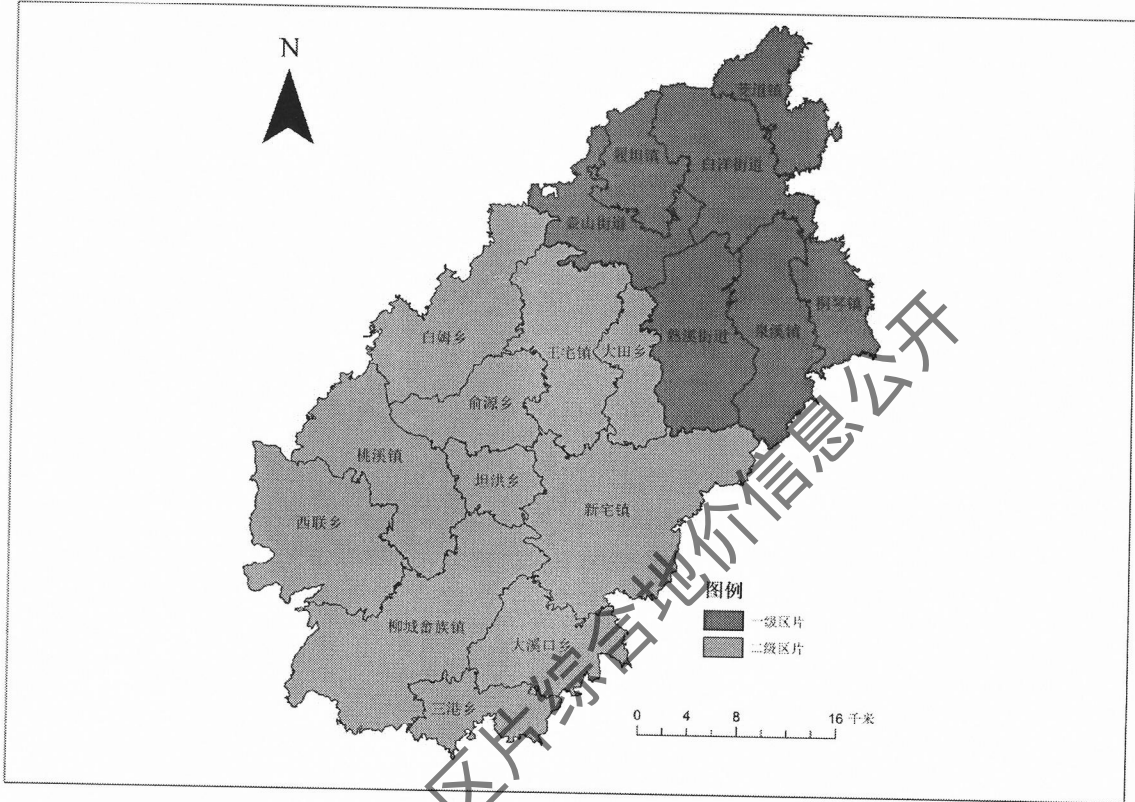 N
茭道镇
履坦镇
白洋街道
壶山街道
桐琴镇
熟溪街道
泉溪镇
白姆乡
王宅镇
大田乡
俞源乡
桃溪镇
坦洪乡
西联乡
新宅镇
图例
一级区片
二级区片
柳城畲族镇
大溪口乡
三港乡
0 4 8 16 千米
区片综合地价信息公开